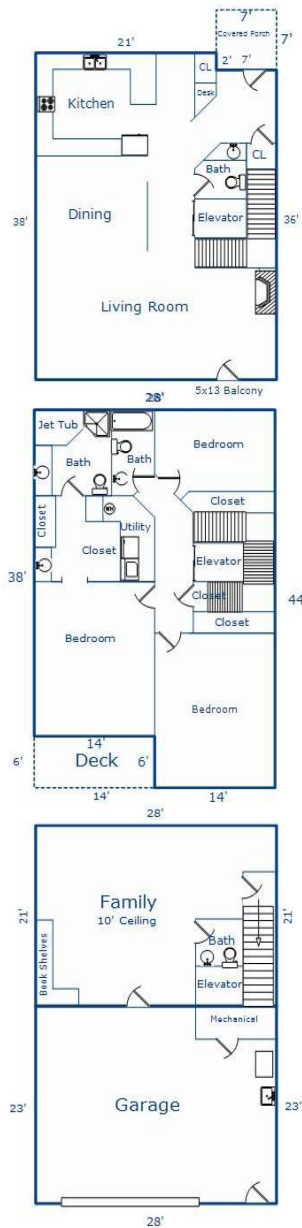 7'
Covered Porch
7'
21'
2' 7'
CL
Desk
Kitchen
CL
Bath
38'
Dining
Elevator
36'
Living Room
5x13 Balcony
28'
Jet Tub
Bedroom
Bath
Bath
Closet
Closet
Utility
Closet
Elevator
38'
Closet
44'
Closet
Bedroom
Bedroom
14'
6'
Deck
6'
14'
14'
28'
Family
10' Ceiling
21'
21'
Bath
Book Shelves
Elevator
Mechanical
Garage
23'
23'
28'